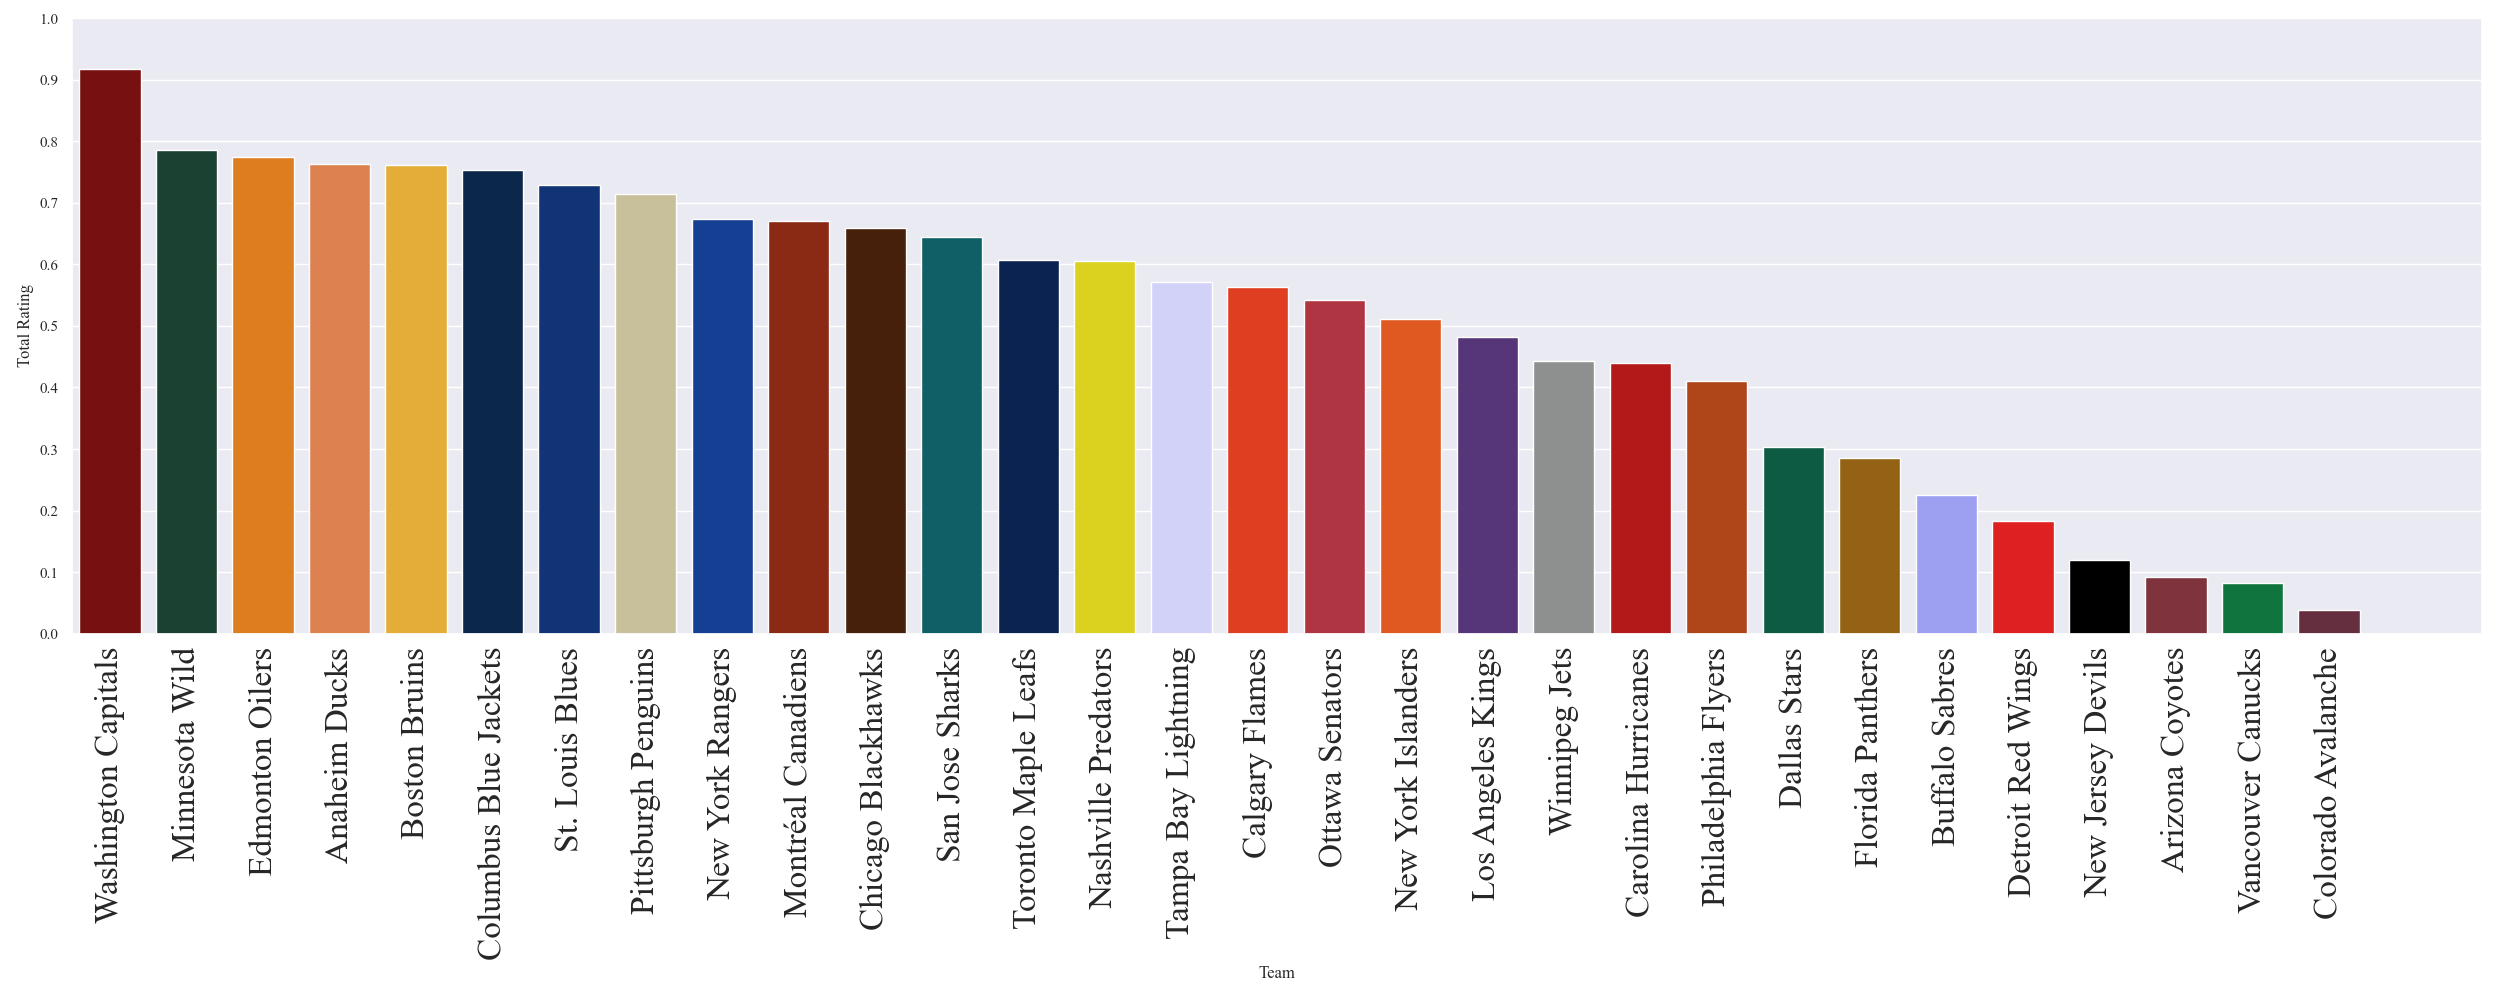 1.0
0.9
0.8
0.7
0.6
0.5
0.4
0.3
0.2
0.1
0.0
Total Rating
Washington Capitals
Minnesota Wild
Edmonton Oilers
Anaheim Ducks
Boston Bruins
Columbus Blue Jackets
St. Louis Blues
Pittsburgh Penguins
New York Rangers
Montréal Canadiens
Chicago Blackhawks
San Jose Sharks
Toronto Maple Leafs
Nashville Predators
Tampa Bay Lightning
Calgary Flames
Ottawa Senators
New York Islanders
Los Angeles Kings
Winnipeg Jets
Carolina Hurricanes
Philadelphia Flyers
Dallas Stars
Florida Panthers
Buffalo Sabres
Detroit Red Wings
New Jersey Devils
Arizona Coyotes
Vancouver Canucks
Colorado Avalanche
Team